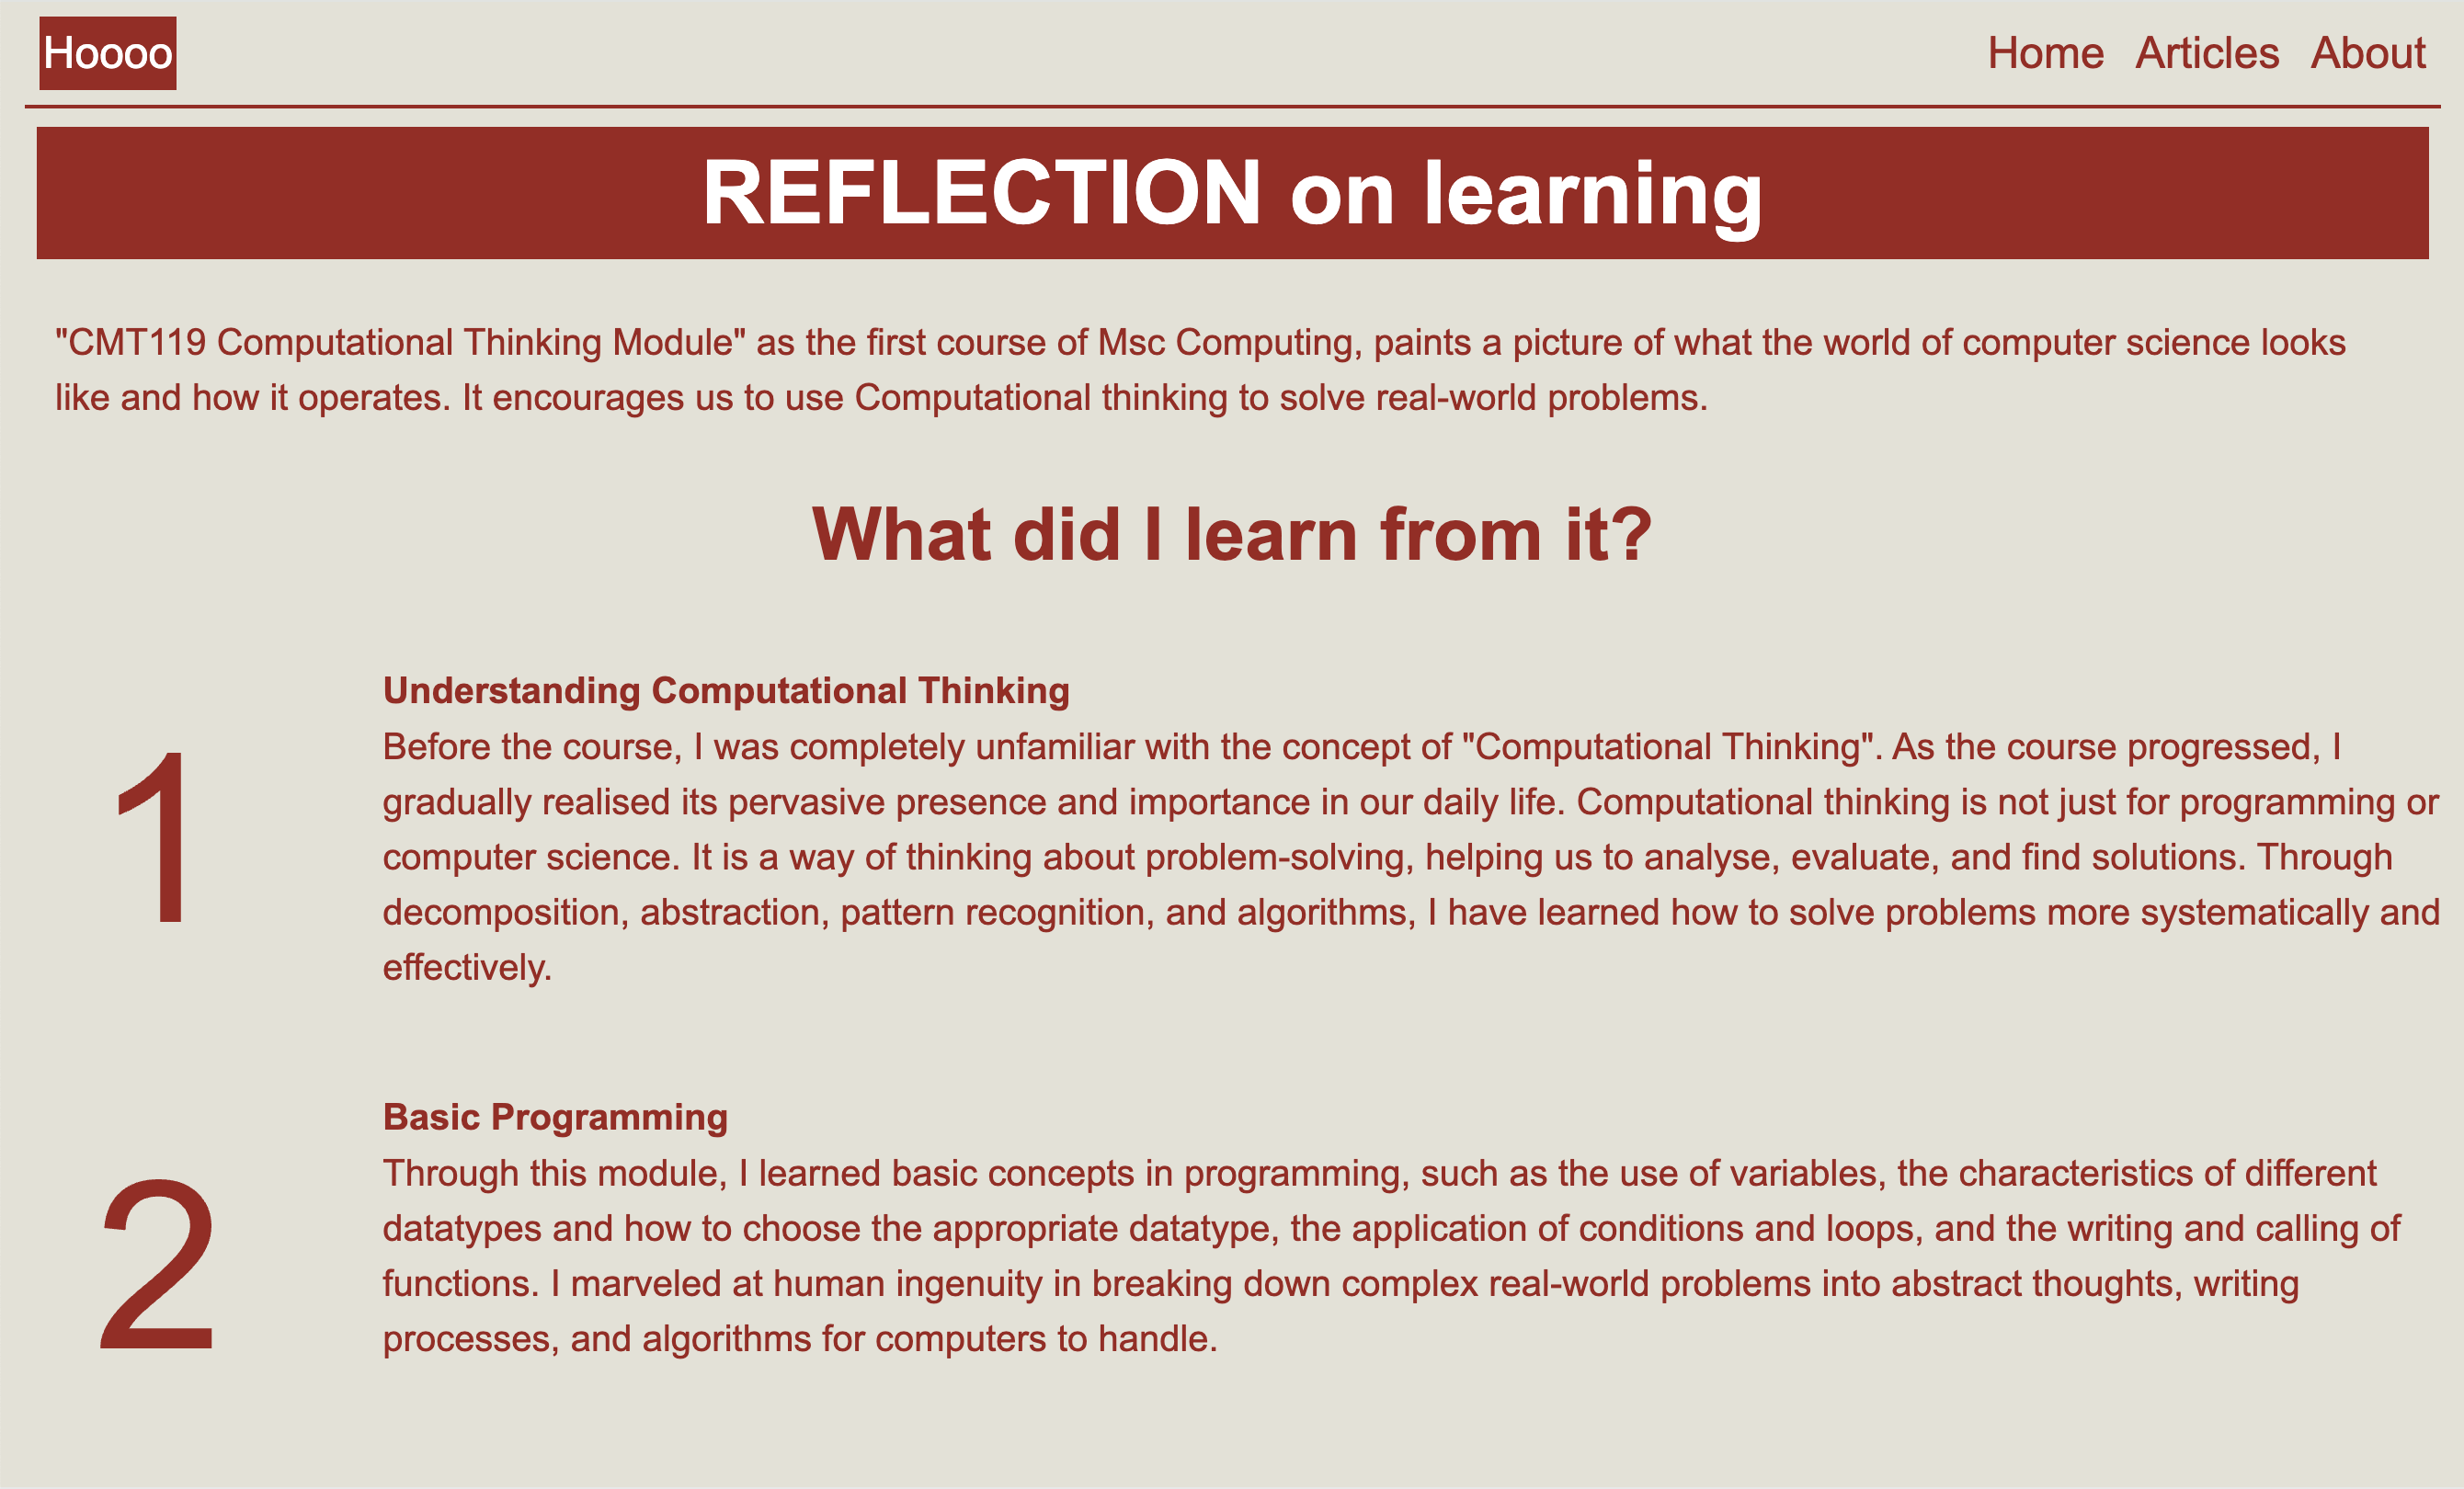 Hoooo
Home Articles About
REFLECTION on learning
"CMT119 Computational Thinking Module" as the first course of Msc Computing, paints a picture of what the world of computer science looks
like and how it operates. It encourages us to use Computational thinking to solve real-world problems.
What did I learn from it?
1
Understanding Computational Thinking
Before the course, I was completely unfamiliar with the concept of "Computational Thinking". As the course progressed, I
gradually realised its pervasive presence and importance in our daily life. Computational thinking is not just for programming or
computer science. It is a way of thinking about problem-solving, helping us to analyse, evaluate, and find solutions. Through
decomposition, abstraction, pattern recognition, and algorithms, I have learned how to solve problems more systematically and
effectively.
2
Basic Programming
Through this module, I learned basic concepts in programming, such as the use of variables, the characteristics of different
datatypes and how to choose the appropriate datatype, the application of conditions and loops, and the writing and calling of
functions. I marveled at human ingenuity in breaking down complex real-world problems into abstract thoughts, writing
processes, and algorithms for computers to handle.